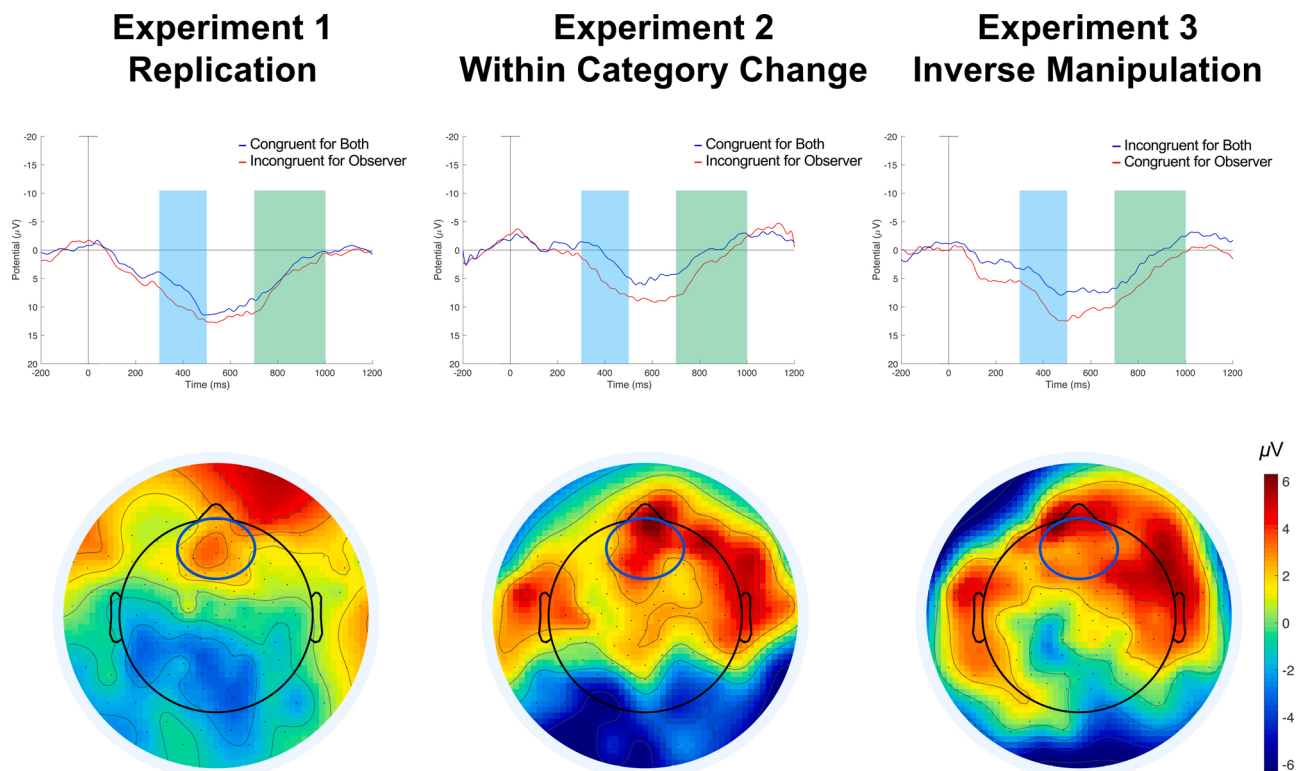 Experiment 1
Replication
Experiment 2
Within Category Change
Experiment 3
Inverse Manipulation
-20
-15
-10
-5
0
5
10
15
20
Potential (µV)
Congruent for Both
Incongruent for Observer
-200 0 200 400 600 800 1000 1200
Time (ms)
-20
-15
-10
-5
0
5
10
15
20
Potential (µV)
Congruent for Both
Incongruent for Observer
-200 0 200 400 600 800 1000 1200
Time (ms)
-20
-15
-10
-5
0
5
10
15
20
Potential (µV)
Incongruent for Both
Congruent for Observer
-200 0 200 400 600 800 1000 1200
Time (ms)
µV
6
4
2
0
-2
-4
-6